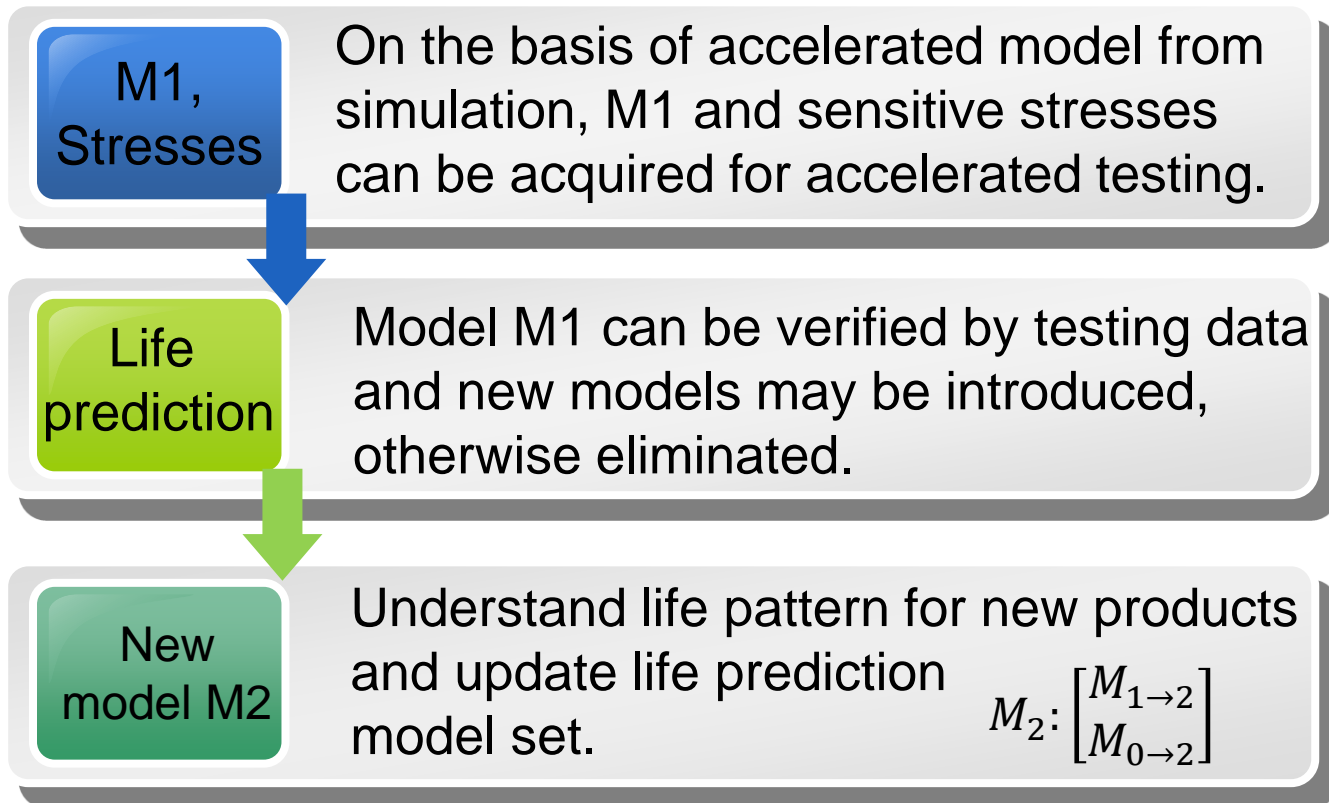 M1,
Stresses
On the basis of accelerated model from
simulation, M1 and sensitive stresses
can be acquired for accelerated testing.
Life
prediction
Model M1 can be verified by testing data
and new models may be introduced,
otherwise eliminated.
New
model M2
Understand life pattern for new products
and update life prediction
model set.
M₂: [M₁→₂
M₀→₂]